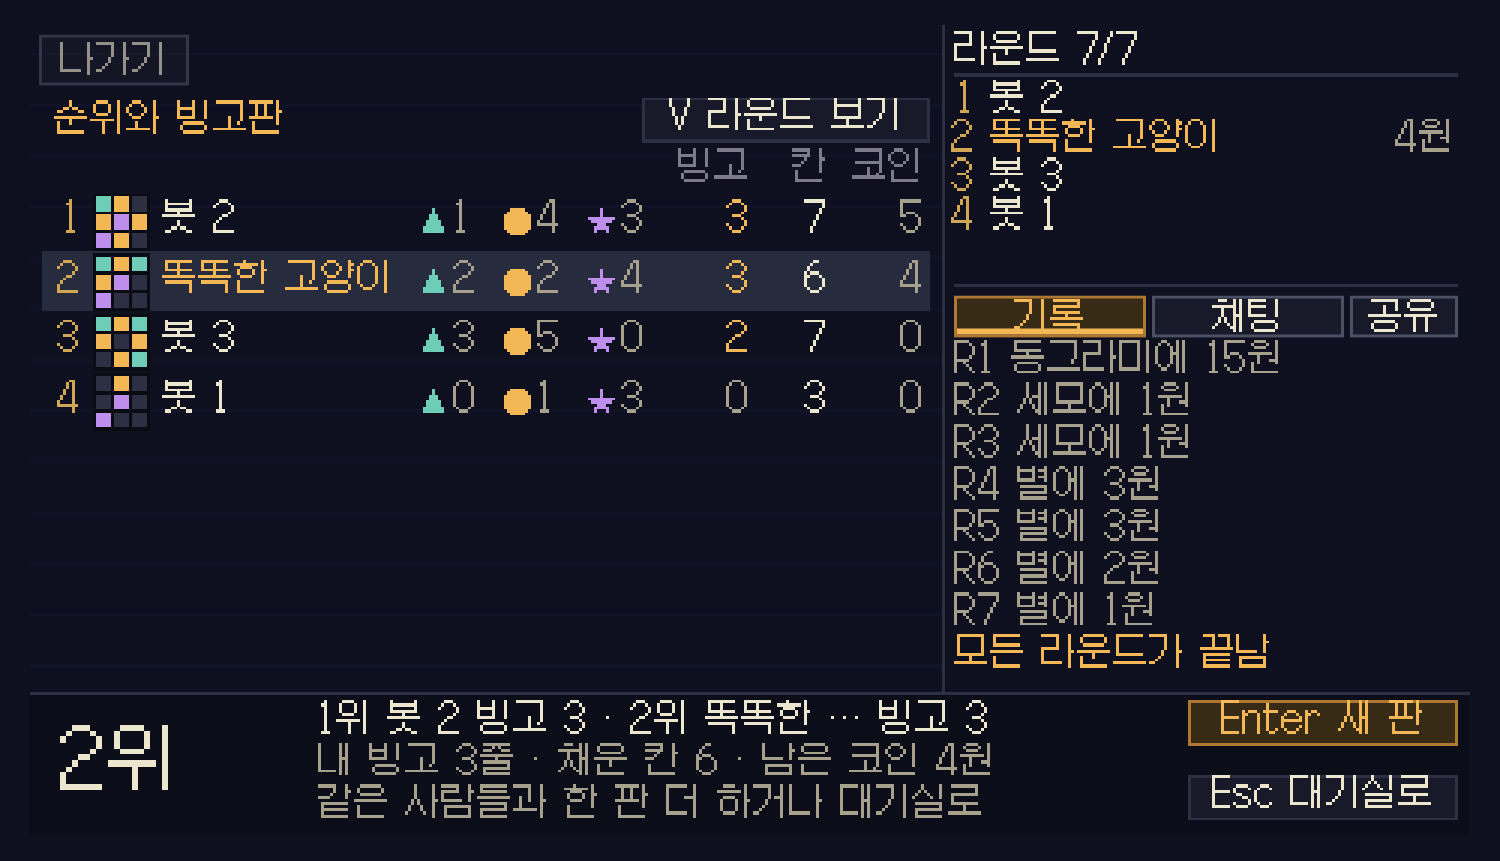 나가기
순위와 빙고판
V 라운드 보기
빙고 칸 코인
1 봇 2 ▲1 ●4 ★3 3 7 5
2 똑똑한 고양이 ▲2 ●2 ★4 3 6 4
3 봇 3 ▲3 ●5 ★0 2 7 0
4 봇 1 ▲0 ●1 ★3 0 3 0
라운드 7/7
1 봇 2
2 똑똑한 고양이 4원
3 봇 3
4 봇 1
기록 채팅 공유
R1 동그라미에 15원
R2 세모에 1원
R3 세모에 1원
R4 별에 3원
R5 별에 3원
R6 별에 2원
R7 별에 1원
모든 라운드가 끝남
2위
1위 봇 2 빙고 3 · 2위 똑똑한 … 빙고 3
내 빙고 3줄 · 채운 칸 6 · 남은 코인 4원
같은 사람들과 한 판 더 하거나 대기실로
Enter 새 판
Esc 대기실로